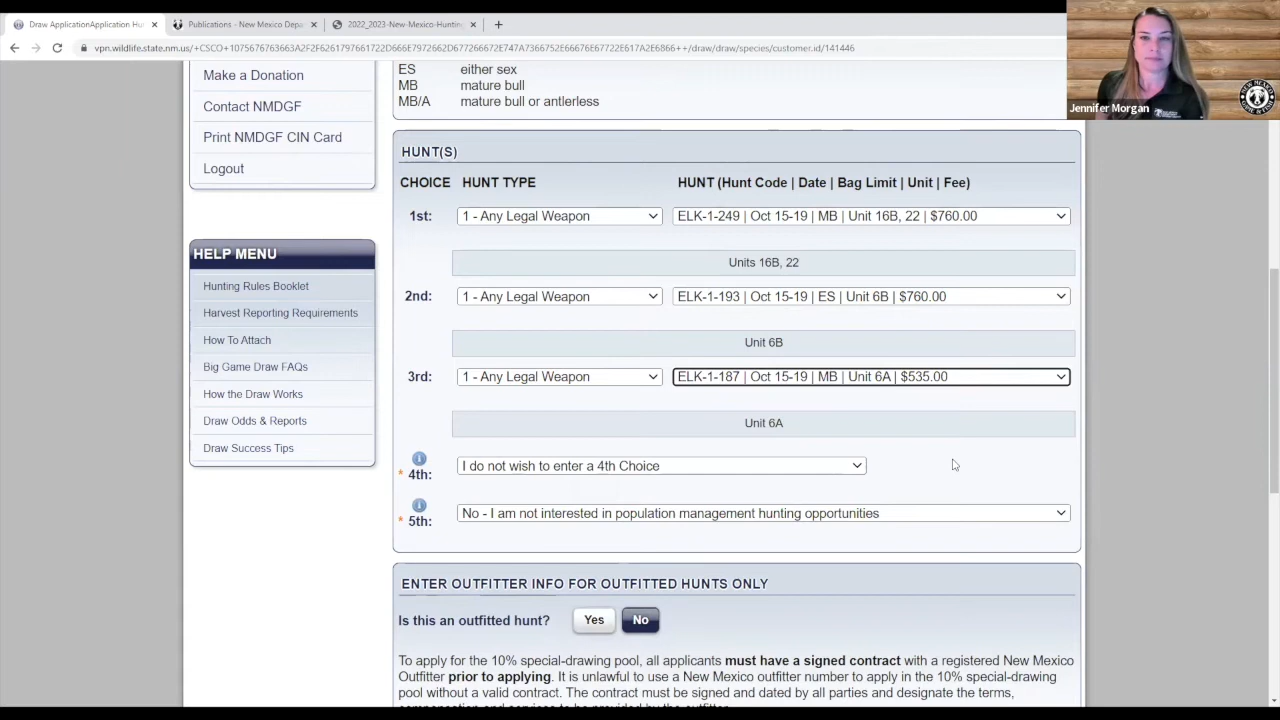 Draw ApplicationApplication Hu
Publications - New Mexico Depa
2022_2023-New-Mexico-Hunting
Jennifer Morgan
Make a Donation
Contact NMDGF
Print NMDGF CIN Card
Logout
HELP MENU
Hunting Rules Booklet
Harvest Reporting Requirements
How To Attach
Big Game Draw FAQs
How the Draw Works
Draw Odds & Reports
Draw Success Tips
ES either sex
MB mature bull
MB/A mature bull or antlerless
HUNT(S)
CHOICE HUNT TYPE HUNT (Hunt Code | Date | Bag Limit | Unit | Fee)
1st: 1 - Any Legal Weapon ELK-1-249 | Oct 15-19 | MB | Unit 16B, 22 | $760.00
Units 16B, 22
2nd: 1 - Any Legal Weapon ELK-1-193 | Oct 15-19 | ES | Unit 6B | $760.00
Unit 6B
3rd: 1 - Any Legal Weapon ELK-1-187 | Oct 15-19 | MB | Unit 6A | $535.00
Unit 6A
* 4th: I do not wish to enter a 4th Choice
* 5th: No - I am not interested in population management hunting opportunities
ENTER OUTFITTER INFO FOR OUTFITTED HUNTS ONLY
Is this an outfitted hunt? Yes No
To apply for the 10% special-drawing pool, all applicants must have a signed contract with a registered New Mexico
Outfitter prior to applying. It is unlawful to use a New Mexico outfitter number to apply in the 10% special-drawing
pool without a valid contract. The contract must be signed and dated by all parties and designate the terms,